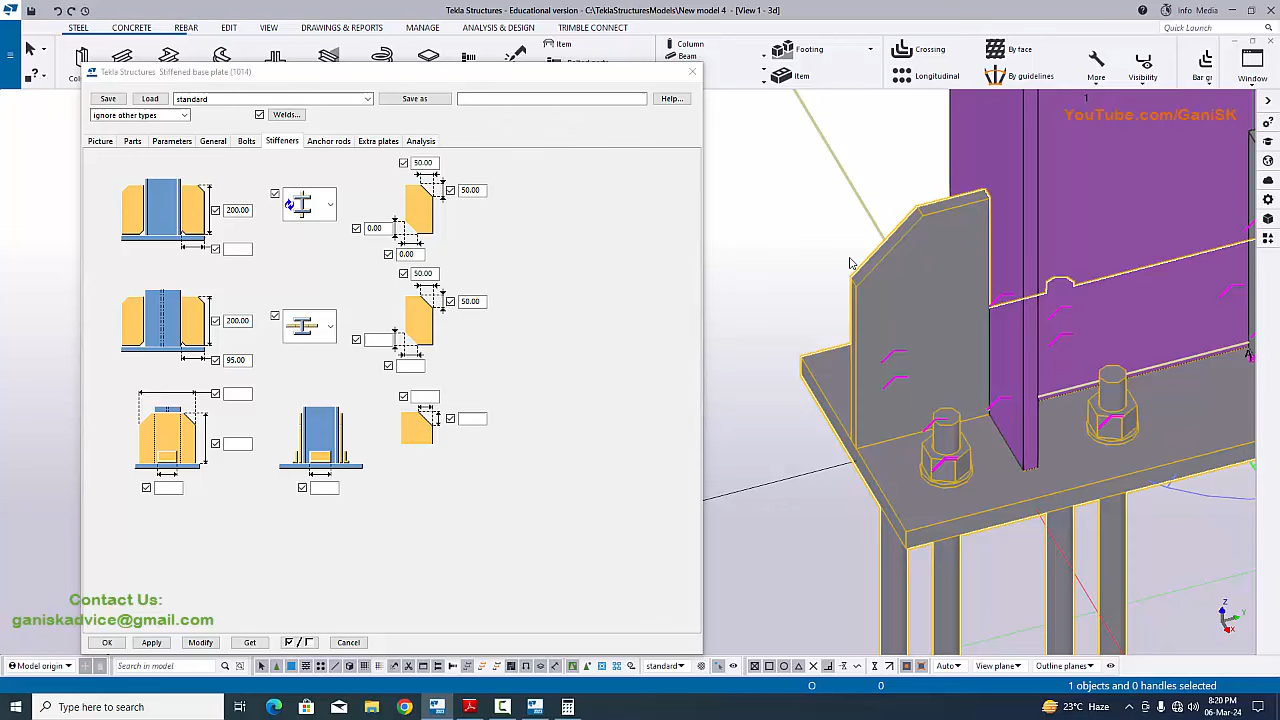 Tekla Structures - Educational version - C:\TeklaStructuresModels\New model 4 - [View 1 - 3d]
Info Media
STEEL CONCRETE REBAR EDIT VIEW DRAWINGS & REPORTS MANAGE ANALYSIS & DESIGN TRIMBLE CONNECT
Quick Launch
Item
Column
Beam
Footing
Item
Crossing
Longitudinal
By face
By guidelines
More
Visibility
Bar gr
Window
Tekla Structures Stiffened base plate (1014)
Save Load standard Save as Help...
ignore other types Welds...
Picture Parts Parameters General Bolts Stiffeners Anchor rods Extra plates Analysis
1
YouTube.com/GaniSK
50.00
50.00
200.00
0.00
0.00
50.00
50.00
200.00
95.00
Contact Us:
ganiskadvice@gmail.com
OK Apply Modify Get Cancel
Z
Y
X
Model origin Search in model standard Auto View plane Outline planes
O 0 1 objects and 0 handles selected
Type here to search
23°C Haze
8:20 PM
06-Mar-24